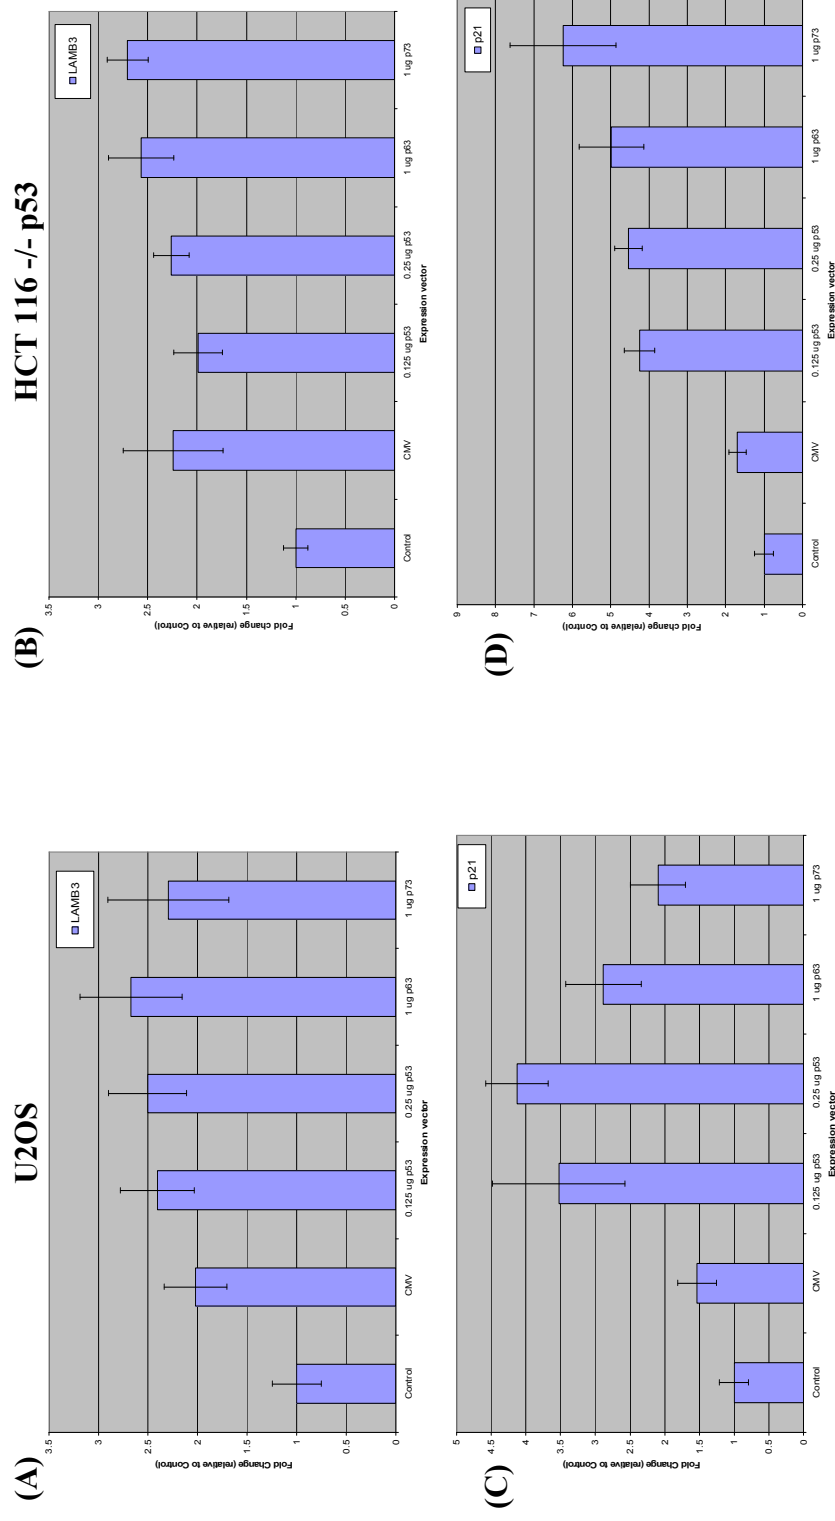 U2OS
HCT 116 -/- p53
(A)
LAMB3
Fold Change (relative to Control)
3.5
3
2.5
2
1.5
1
0.5
0
Control
CMV
0.125 ug p53
0.25 ug p53
1 ug p63
1 ug p73
Expression vector
(B)
LAMB3
Fold change (relative to Control)
3.5
3
2.5
2
1.5
1
0.5
0
Control
CMV
0.125 ug p53
0.25 ug p53
1 ug p63
1 ug p73
Expression vector
(C)
p21
Fold Change (relative to Control)
5
4.5
4
3.5
3
2.5
2
1.5
1
0.5
0
Control
CMV
0.125 ug p53
0.25 ug p53
1 ug p63
1 ug p73
Expression vector
(D)
p21
Fold change (relative to Control)
9
8
7
6
5
4
3
2
1
0
Control
CMV
0.125 ug p53
0.25 ug p53
1 ug p63
1 ug p73
Expression vector